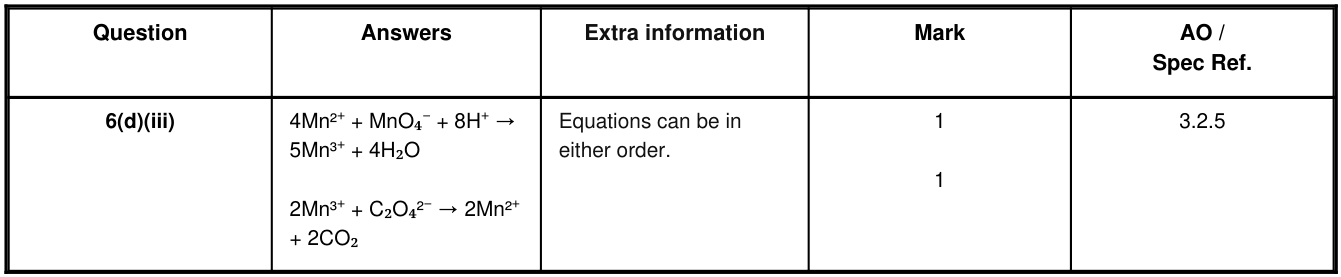 Question Answers Extra information Mark AO /
Spec Ref.
6(d)(iii) 4Mn²⁺ + MnO₄⁻ + 8H⁺ → Equations can be in 1 3.2.5
5Mn³⁺ + 4H₂O either order.
1
2Mn³⁺ + C₂O₄²⁻ → 2Mn²⁺
+ 2CO₂